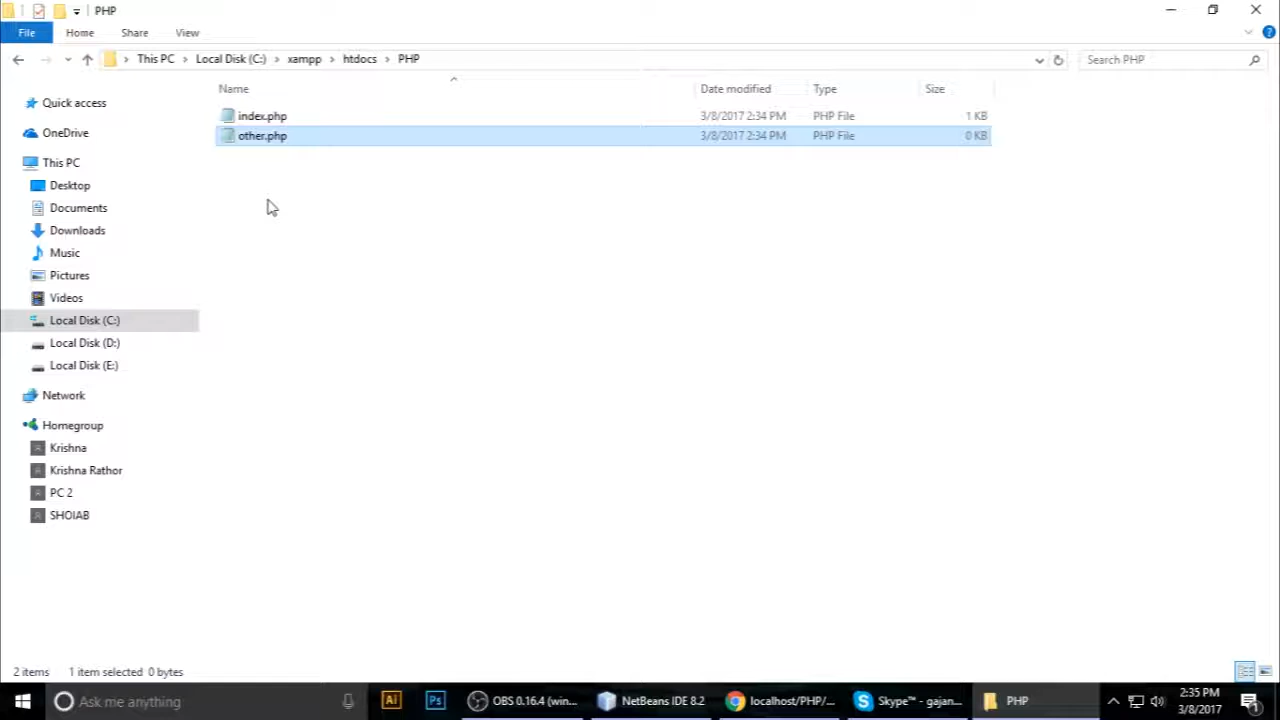 PHP
File Home Share View
This PC Local Disk (C:) xampp htdocs PHP Search PHP
Name Date modified Type Size
index.php 3/8/2017 2:34 PM PHP File 1 KB
other.php 3/8/2017 2:34 PM PHP File 0 KB
Quick access
OneDrive
This PC
Desktop
Documents
Downloads
Music
Pictures
Videos
Local Disk (C:)
Local Disk (D:)
Local Disk (E:)
Network
Homegroup
Krishna
Krishna Rathor
PC 2
SHOIAB
2 items 1 item selected 0 bytes
Ask me anything Ai Ps OBS 0.16.4 (win... NetBeans IDE 8.2 localhost/PHP/... Skype™ - gajan... PHP 2:35 PM
3/8/2017 1